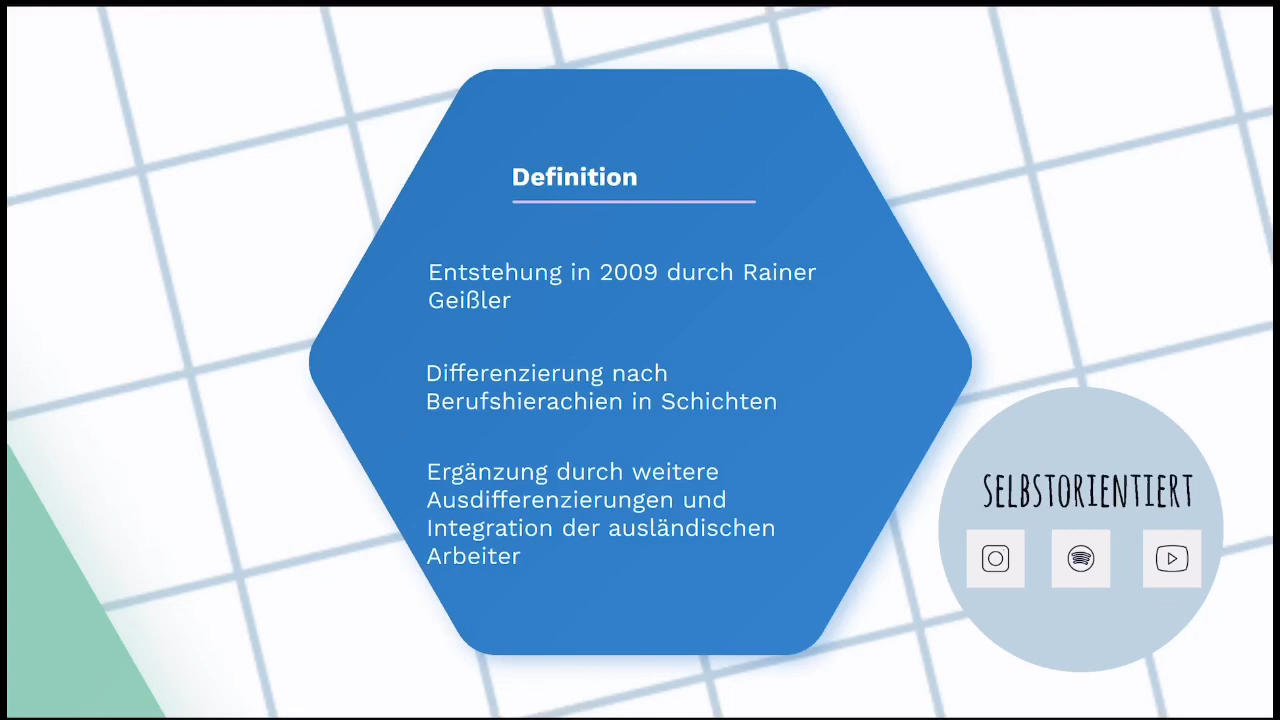 Definition
Entstehung in 2009 durch Rainer
Geißler
Differenzierung nach
Berufshierachien in Schichten
Ergänzung durch weitere
Ausdifferenzierungen und
Integration der ausländischen
Arbeiter
SELBSTORIENTIERT